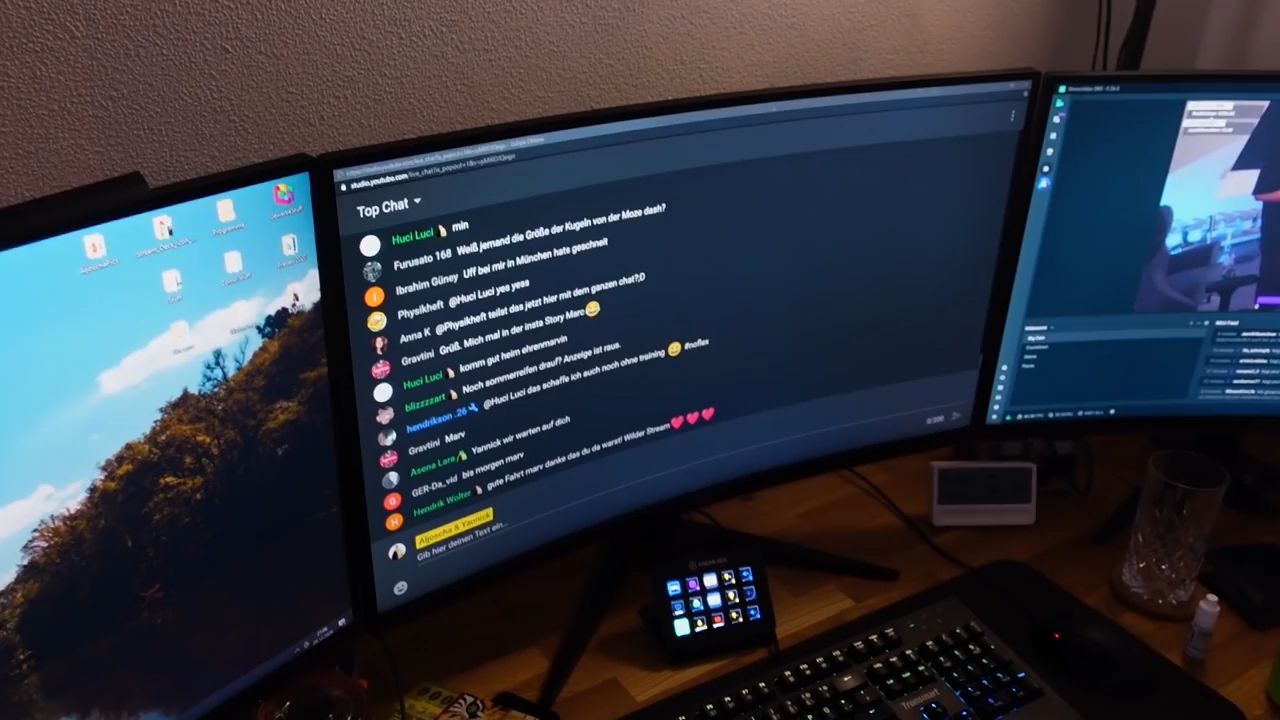 studio.youtube.com/live_chat?is_popout=1&v=
Top Chat
Huci Luci min
Furusato 168 Weiß jemand die Größe der Kugeln von der Moze dash?
Ibrahim Güney Uff bei mir in München hats geschneit
Physikheft @Huci Luci yes yess
Anna K @Physikheft teilst das jetzt hier mit dem ganzen chat?;D
Gravtini Grüß. Mich mal in der insta Story Marc😂
Huci Luci komm gut heim ehrenmarvin
blizzzzart Noch sommerreifen drauf? Anzeige ist raus.
hendrikson .26 @Huci Luci das schaffe ich auch noch ohne training 😀 #noflex
Gravtini Marv
Asena Lara Yannick wir warten auf dich
GER-Da_vid bis morgen marv
Hendrik Wolter gute Fahrt marv danke das du da warst! Wilder Stream❤❤❤
Aljoscha & Yannick
Gib hier deinen Text ein...
0/200
Tronsmart